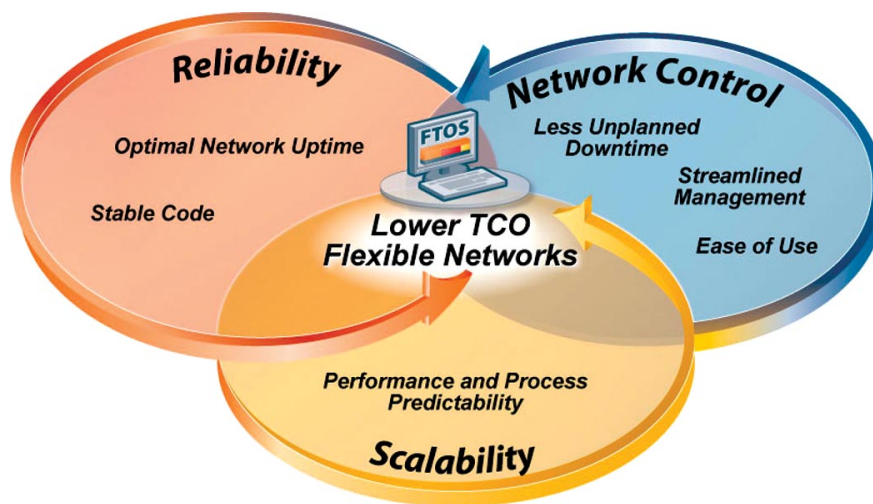 Reliability
Optimal Network Uptime
Stable Code
Network Control
Less Unplanned
Downtime
Streamlined
Management
Ease of Use
FTOS
Lower TCO
Flexible Networks
Performance and Process
Predictability
Scalability